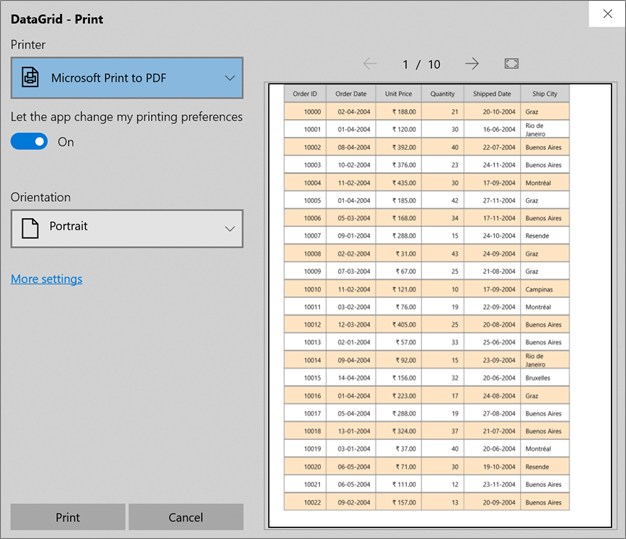 DataGrid - Print
Printer
Microsoft Print to PDF
Let the app change my printing preferences
On
Orientation
Portrait
More settings
Print Cancel
1 / 10
Order ID Order Date Unit Price Quantity Shipped Date Ship City
10000 02-04-2004 ₹ 188.00 21 20-10-2004 Graz
10001 01-04-2004 ₹ 120.00 30 16-06-2004 Rio de
Janeiro
10002 08-04-2004 ₹ 392.00 40 22-07-2004 Buenos Aires
10003 10-02-2004 ₹ 376.00 23 24-11-2004 Buenos Aires
10004 11-02-2004 ₹ 435.00 30 17-09-2004 Montréal
10005 01-04-2004 ₹ 185.00 42 27-11-2004 Graz
10006 05-03-2004 ₹ 168.00 34 17-11-2004 Buenos Aires
10007 09-01-2004 ₹ 288.00 15 24-10-2004 Resende
10008 02-02-2004 ₹ 31.00 43 24-09-2004 Graz
10009 07-03-2004 ₹ 67.00 25 21-08-2004 Graz
10010 11-02-2004 ₹ 121.00 10 17-09-2004 Campinas
10011 03-02-2004 ₹ 76.00 19 22-09-2004 Montréal
10012 12-03-2004 ₹ 405.00 25 20-08-2004 Buenos Aires
10013 02-01-2004 ₹ 57.00 33 25-06-2004 Buenos Aires
10014 09-04-2004 ₹ 92.00 15 23-09-2004 Rio de
Janeiro
10015 14-04-2004 ₹ 156.00 32 20-06-2004 Bruxelles
10016 01-04-2004 ₹ 223.00 17 24-08-2004 Graz
10017 05-04-2004 ₹ 288.00 19 27-08-2004 Buenos Aires
10018 13-01-2004 ₹ 324.00 37 21-07-2004 Buenos Aires
10019 03-01-2004 ₹ 37.00 40 20-06-2004 Montréal
10020 06-05-2004 ₹ 71.00 30 19-10-2004 Resende
10021 06-05-2004 ₹ 111.00 12 23-11-2004 Buenos Aires
10022 09-02-2004 ₹ 157.00 13 20-09-2004 Buenos Aires